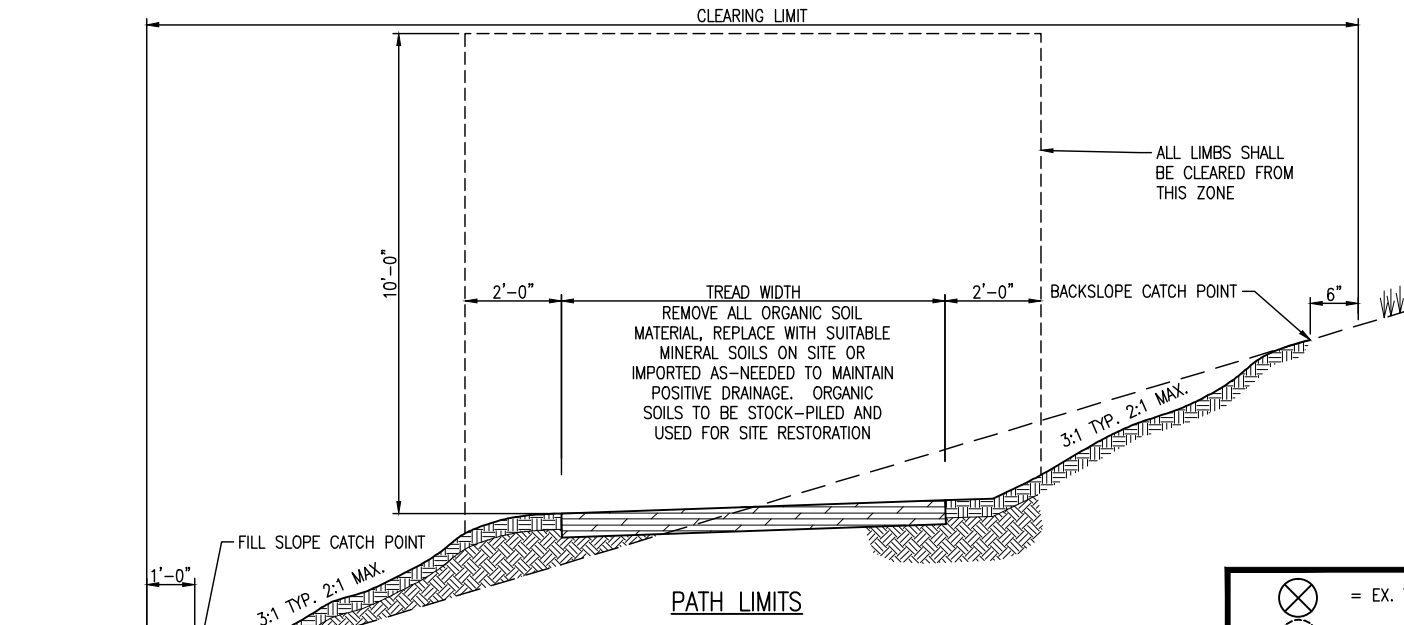 CLEARING LIMIT
ALL LIMBS SHALL
BE CLEARED FROM
THIS ZONE
10'-0"
2'-0"
TREAD WIDTH
2'-0"
BACKSLOPE CATCH POINT
6"
REMOVE ALL ORGANIC SOIL
MATERIAL, REPLACE WITH SUITABLE
MINERAL SOILS ON SITE OR
IMPORTED AS-NEEDED TO MAINTAIN
POSITIVE DRAINAGE. ORGANIC
SOILS TO BE STOCK-PILED AND
USED FOR SITE RESTORATION
3:1 TYP. 2:1 MAX.
FILL SLOPE CATCH POINT
1'-0"
3:1 TYP. 2:1 MAX.
PATH LIMITS
= EX.